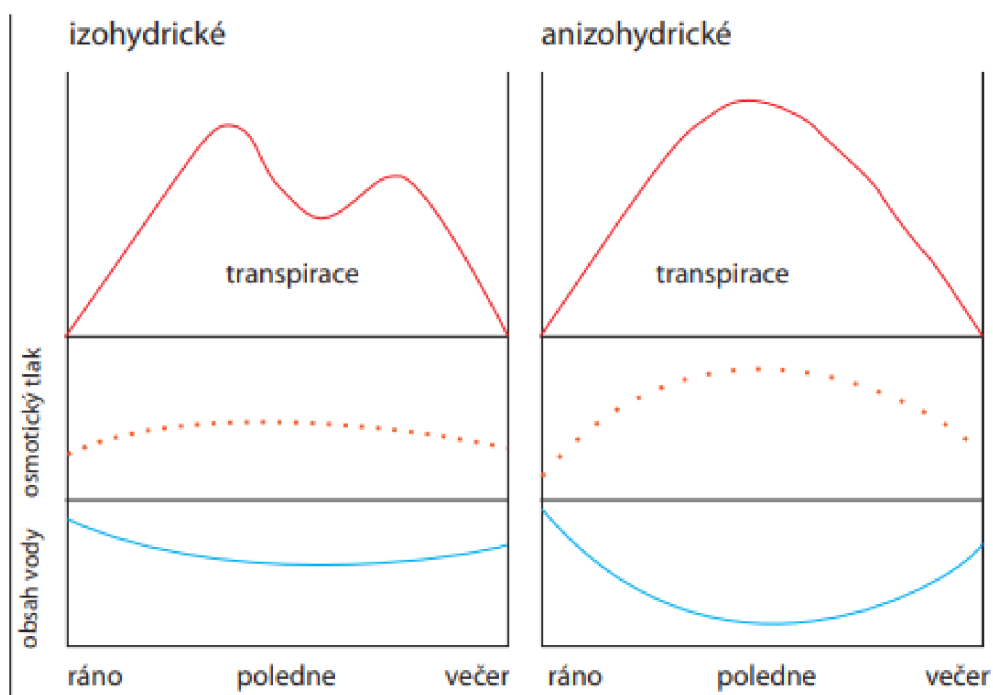 izohydrické
anizohydrické
transpirace
transpirace
osmotický tlak
obsah vody
ráno poledne večer
ráno poledne večer